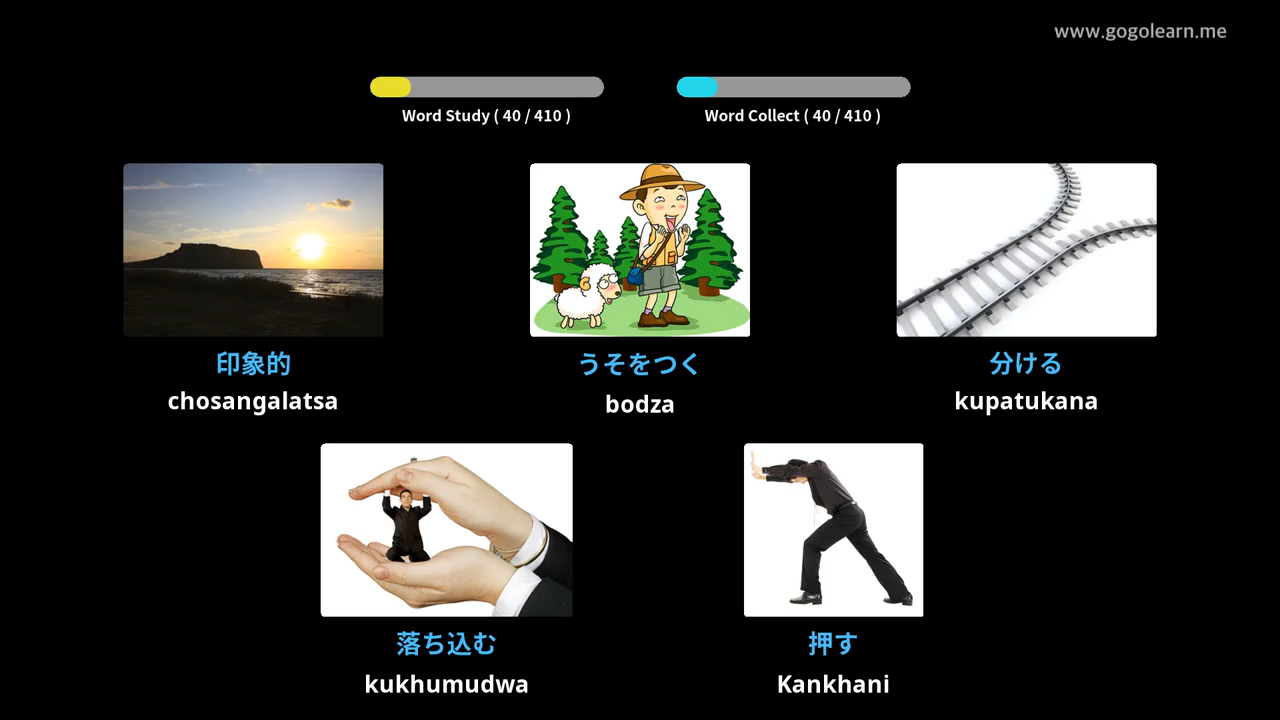 www.gogolearn.me
Word Study ( 40 / 410 )
Word Collect ( 40 / 410 )
印象的
chosangalatsa
うそをつく
bodza
分ける
kupatukana
落ち込む
kukhumudwa
押す
Kankhani